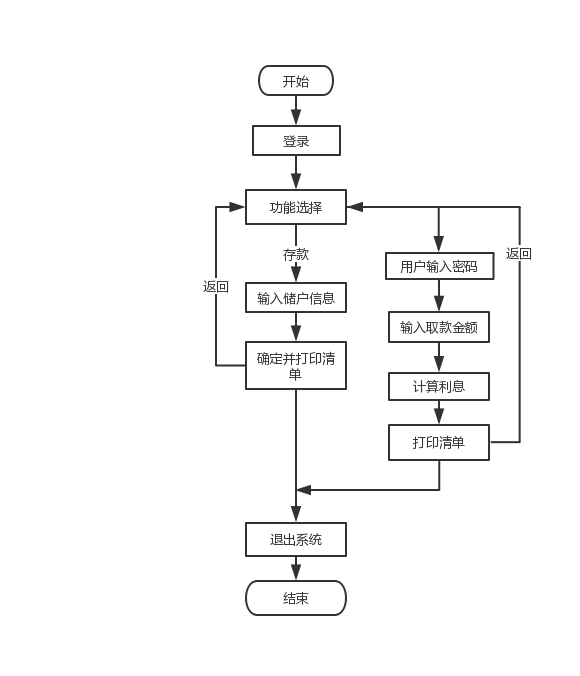 开始
登录
功能选择
存款
返回
输入储户信息
确定并打印清
单
用户输入密码
返回
输入取款金额
计算利息
打印清单
退出系统
结束